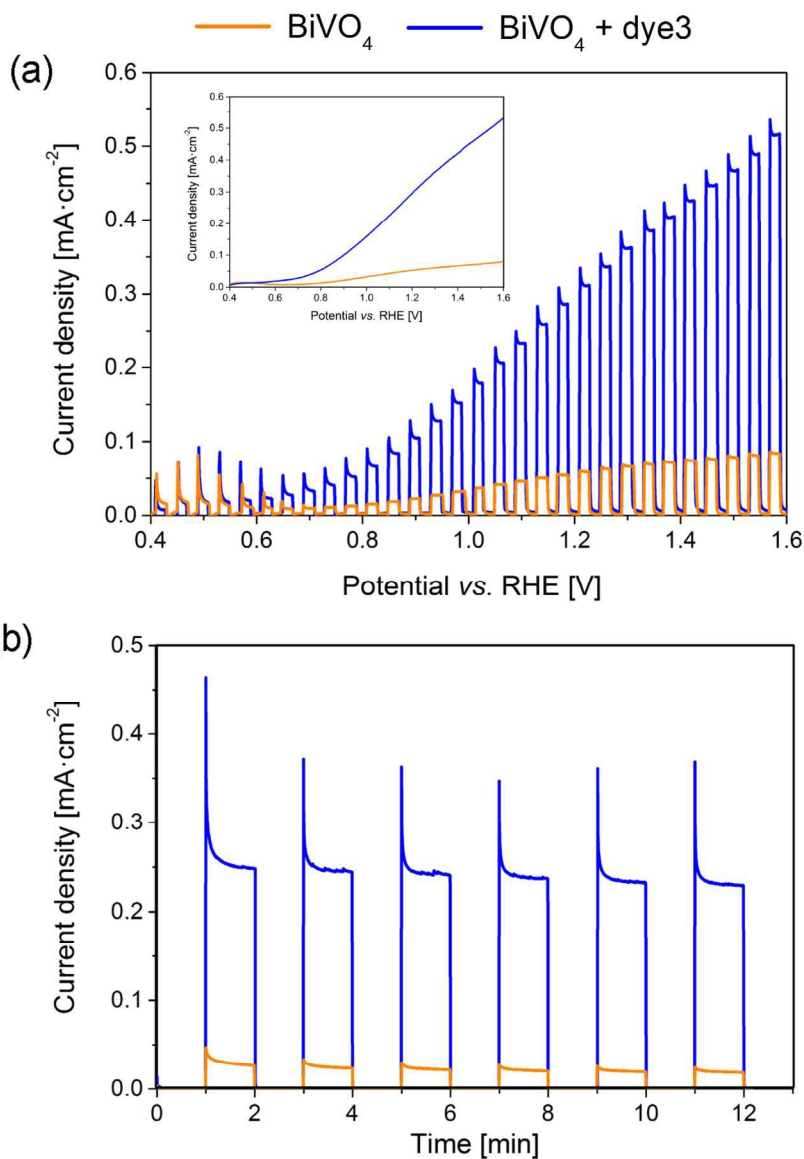 BiVO₄ BiVO₄ + dye3
(a)
0.6
0.5
0.4
0.3
0.2
0.1
0.0
Current density [mA·cm⁻²]
0.4 0.6 0.8 1.0 1.2 1.4 1.6
Potential vs. RHE [V]
0.6
0.5
0.4
0.3
0.2
0.1
0.0
Current density [mA·cm⁻²]
0.4 0.6 0.8 1.0 1.2 1.4 1.6
Potential vs. RHE [V]
b)
0.5
0.4
0.3
0.2
0.1
0.0
Current density [mA·cm⁻²]
0 2 4 6 8 10 12
Time [min]